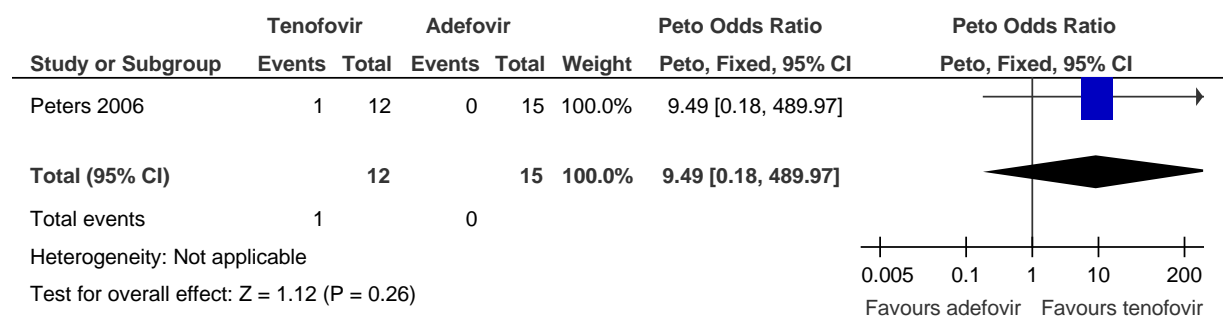 Tenofovir Adefovir Peto Odds Ratio Peto Odds Ratio
Study or Subgroup Events Total Events Total Weight Peto, Fixed, 95% CI Peto, Fixed, 95% CI
Peters 2006 1 12 0 15 100.0% 9.49 [0.18, 489.97]
Total (95% CI) 12 15 100.0% 9.49 [0.18, 489.97]
Total events 1 0
Heterogeneity: Not applicable
Test for overall effect: Z = 1.12 (P = 0.26)
0.005 0.1 1 10 200
Favours adefovir Favours tenofovir